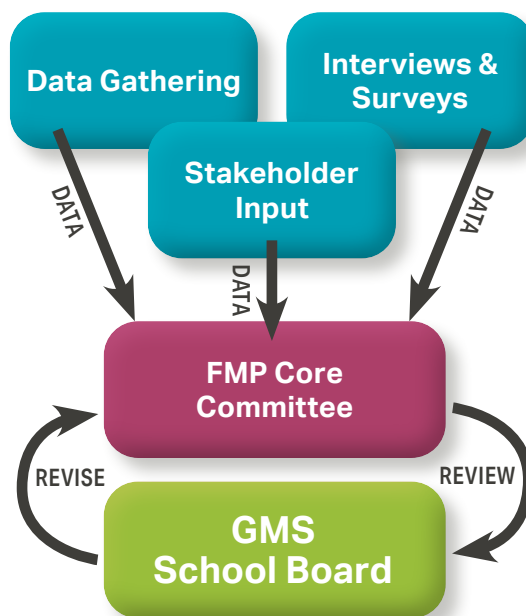 Data Gathering
Interviews &
Surveys
Stakeholder
Input
DATA
DATA
DATA
FMP Core
Committee
REVISE
REVIEW
GMS
School Board